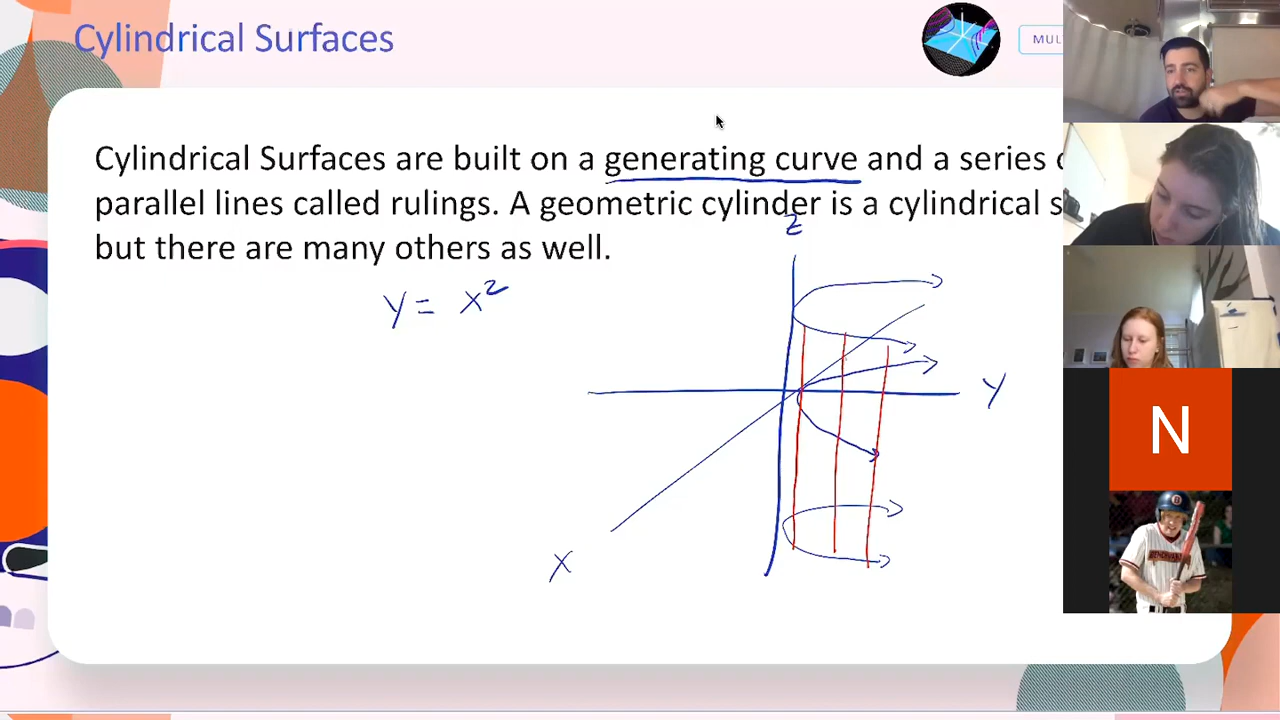 Cylindrical Surfaces
MUL
Cylindrical Surfaces are built on a generating curve and a series
parallel lines called rulings. A geometric cylinder is a cylindrical s
but there are many others as well.
z
y = x²
y
x
N